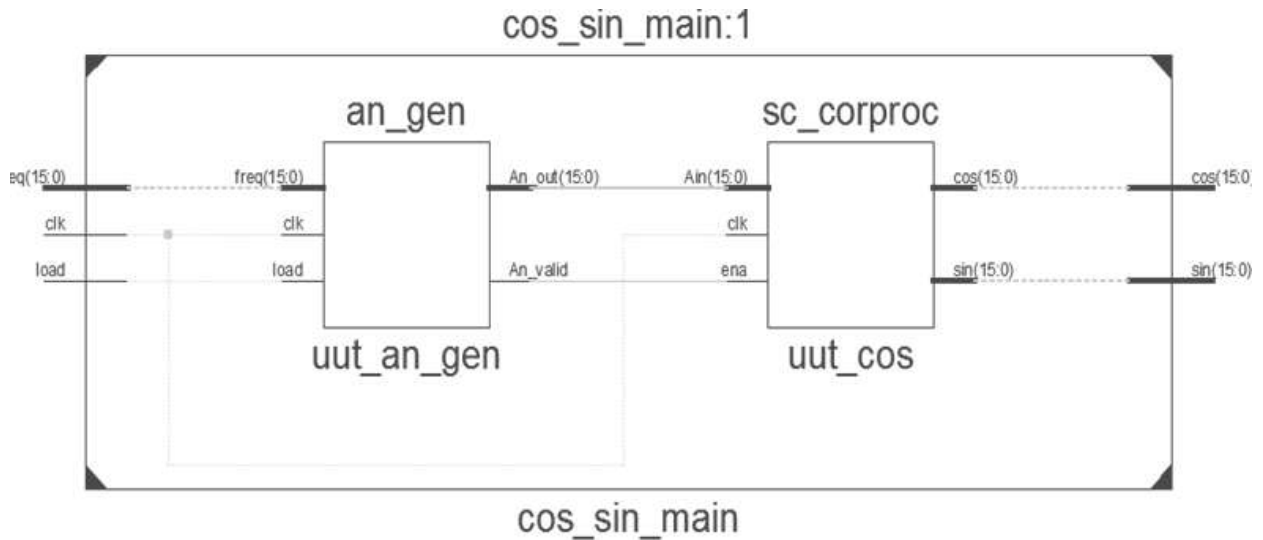 cos_sin_main:1
an_gen
sc_corproc
eq(15:0)
freq(15:0)
An_out(15:0)
Ain(15:0)
cos(15:0)
cos(15:0)
clk
clk
clk
load
load
An_valid
ena
sin(15:0)
sin(15:0)
uut_an_gen
uut_cos
cos_sin_main